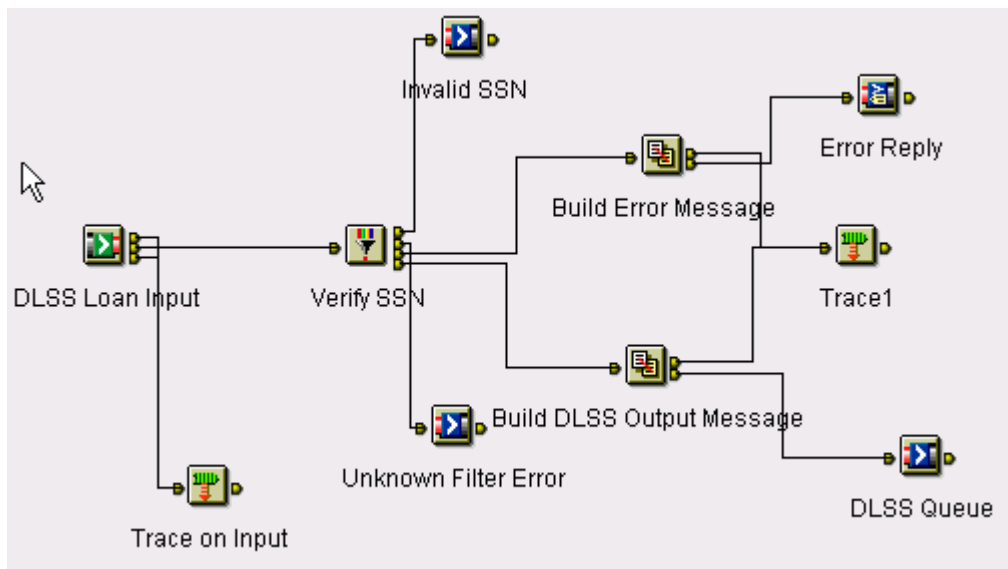 Invalid SSN
Error Reply
Build Error Message
DLSS Loan Input
Verify SSN
Trace1
Build DLSS Output Message
Unknown Filter Error
DLSS Queue
Trace on Input